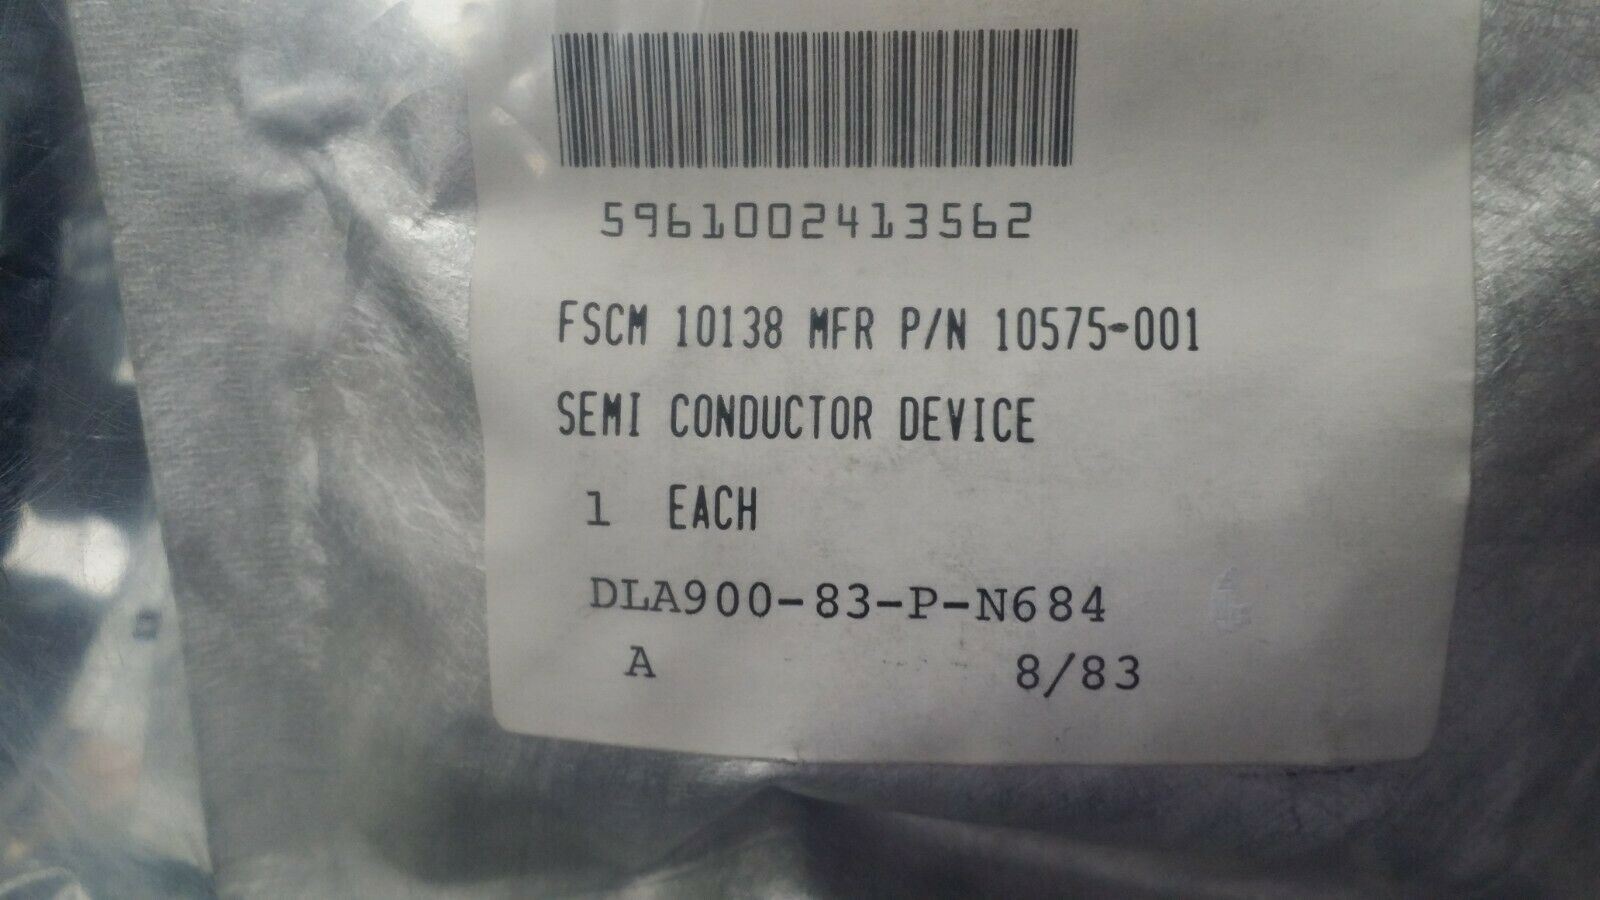 5961002413562
FSCM 10138 MFR P/N 10575-001
SEMI CONDUCTOR DEVICE
1 EACH
DLA900-83-P-N684
A 8/83